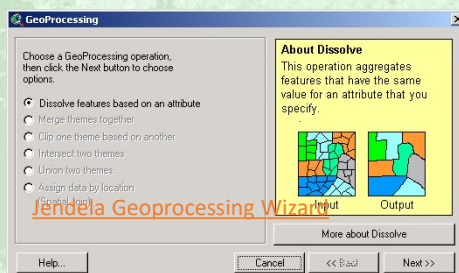 GeoProcessing
Choose a GeoProcessing operation,
then click the Next button to choose
options.
Dissolve features based on an attribute
Merge themes together
Clip one theme based on another
Intersect two themes
Union two themes
Assign data by location
(Spatial Join)
Jendela Geoprocessing Wizard
About Dissolve
This operation aggregates
features that have the same
value for an attribute that you
specify.
Input
Output
More about Dissolve
Help...
Cancel
<< Back
Next >>